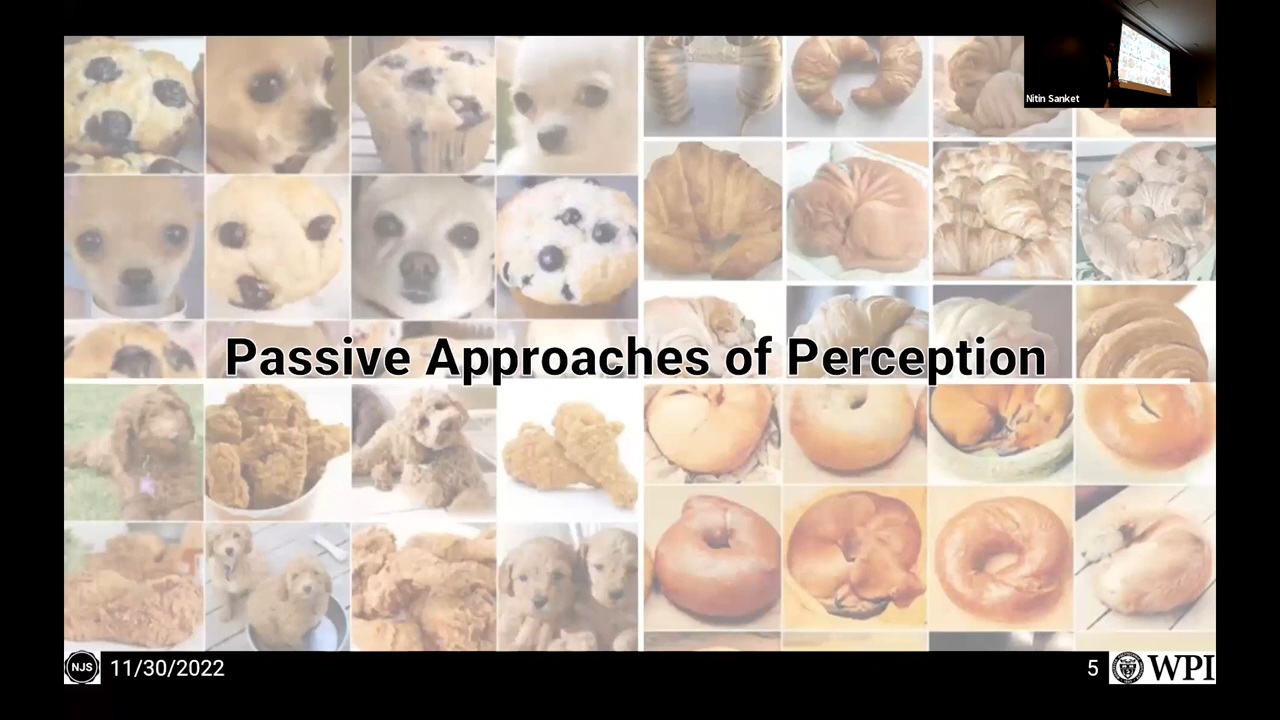 Nitin Sanket
Passive Approaches of Perception
NJS
11/30/2022
5
WPI